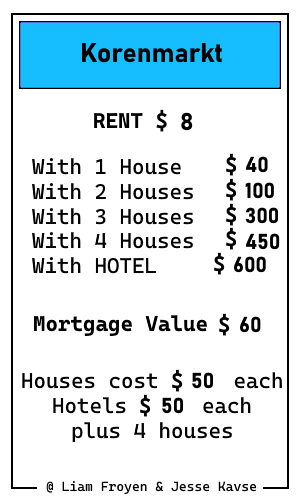 Korenmarkt
RENT $ 8
With 1 House $ 40
With 2 Houses $ 100
With 3 Houses $ 300
With 4 Houses $ 450
With HOTEL $ 600
Mortgage Value $ 60
Houses cost $ 50 each
Hotels $ 50 each
plus 4 houses
@ Liam Froyen & Jesse Kavse